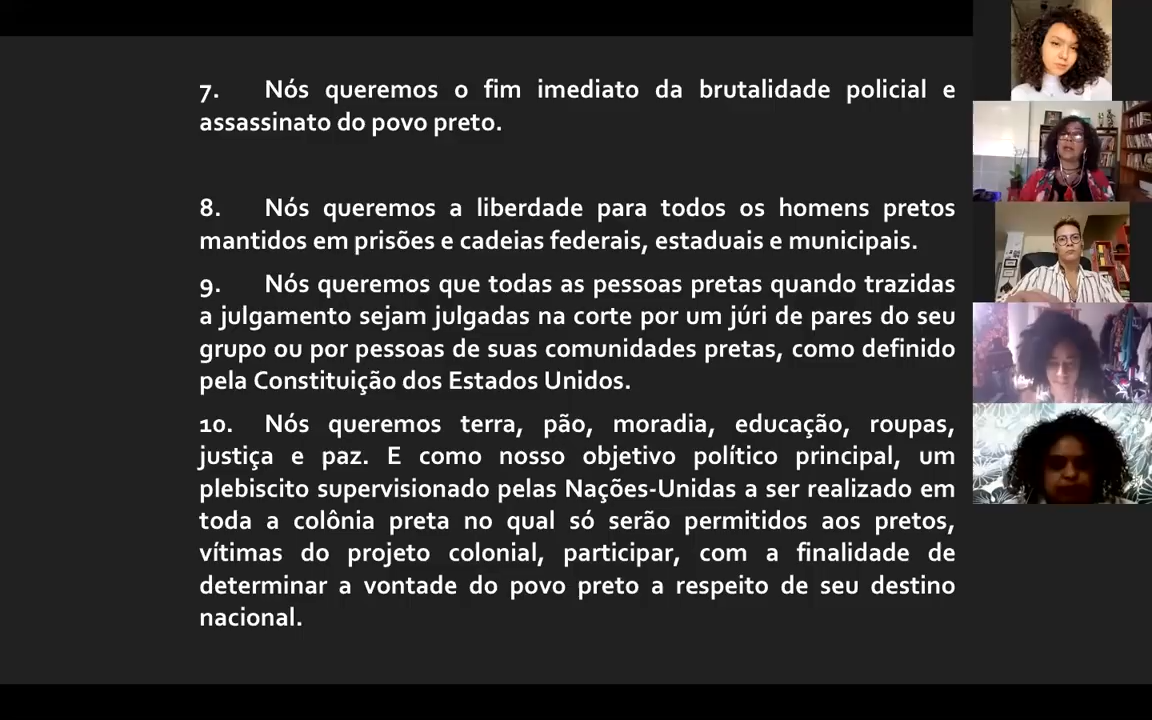 7. Nós queremos o fim imediato da brutalidade policial e
assassinato do povo preto.
8. Nós queremos a liberdade para todos os homens pretos
mantidos em prisões e cadeias federais, estaduais e municipais.
9. Nós queremos que todas as pessoas pretas quando trazidas
a julgamento sejam julgadas na corte por um júri de pares do seu
grupo ou por pessoas de suas comunidades pretas, como definido
pela Constituição dos Estados Unidos.
10. Nós queremos terra, pão, moradia, educação, roupas,
justiça e paz. E como nosso objetivo político principal, um
plebiscito supervisionado pelas Nações-Unidas a ser realizado em
toda a colônia preta no qual só serão permitidos aos pretos,
vítimas do projeto colonial, participar, com a finalidade de
determinar a vontade do povo preto a respeito de seu destino
nacional.